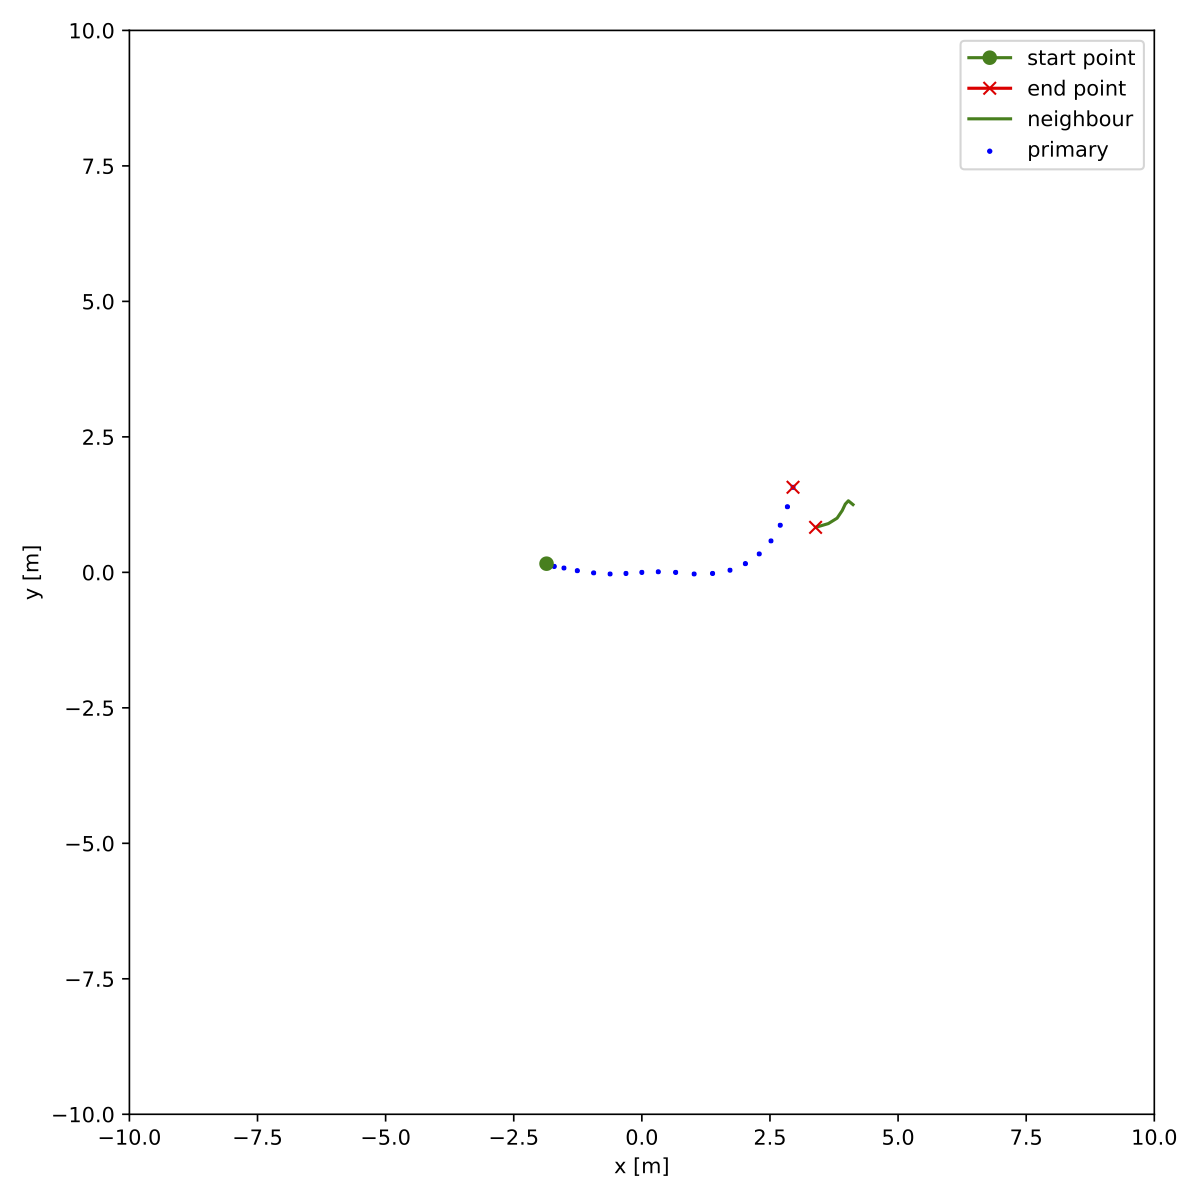 10.0
7.5
5.0
2.5
0.0
−2.5
−5.0
−7.5
−10.0
y [m]
start point
end point
neighbour
primary
−10.0 −7.5 −5.0 −2.5 0.0 2.5 5.0 7.5 10.0
x [m]